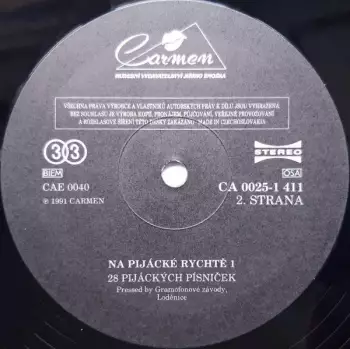 Carmen
HUDEBNÍ VYDAVATELSTVÍ JIŘÍHO ŠMOŘKA
VŠECHNA PRÁVA VÝROBCE A VLASTNÍKŮ AUTORSKÝCH PRÁV K DÍLU JSOU VYHRAZENA
BEZ SOUHLASU JE VÝROBA KOPIÍ, PRONÁJEM, PŮJČOVÁNÍ, VEŘEJNÉ PROVOZOVÁNÍ
A ROZHLASOVÉ ŠÍŘENÍ TÉTO DESKY ZAKÁZÁNO - MADE IN CZECHOSLOVAKIA
33
STEREO
BIEM
OSA
CAE 0040
CA 0025-1 411
℗ 1991 CARMEN
2. STRANA
NA PIJÁCKÉ RYCHTĚ 1
28 PIJÁCKÝCH PÍSNIČEK
Pressed by Gramofonové závody,
Loděnice